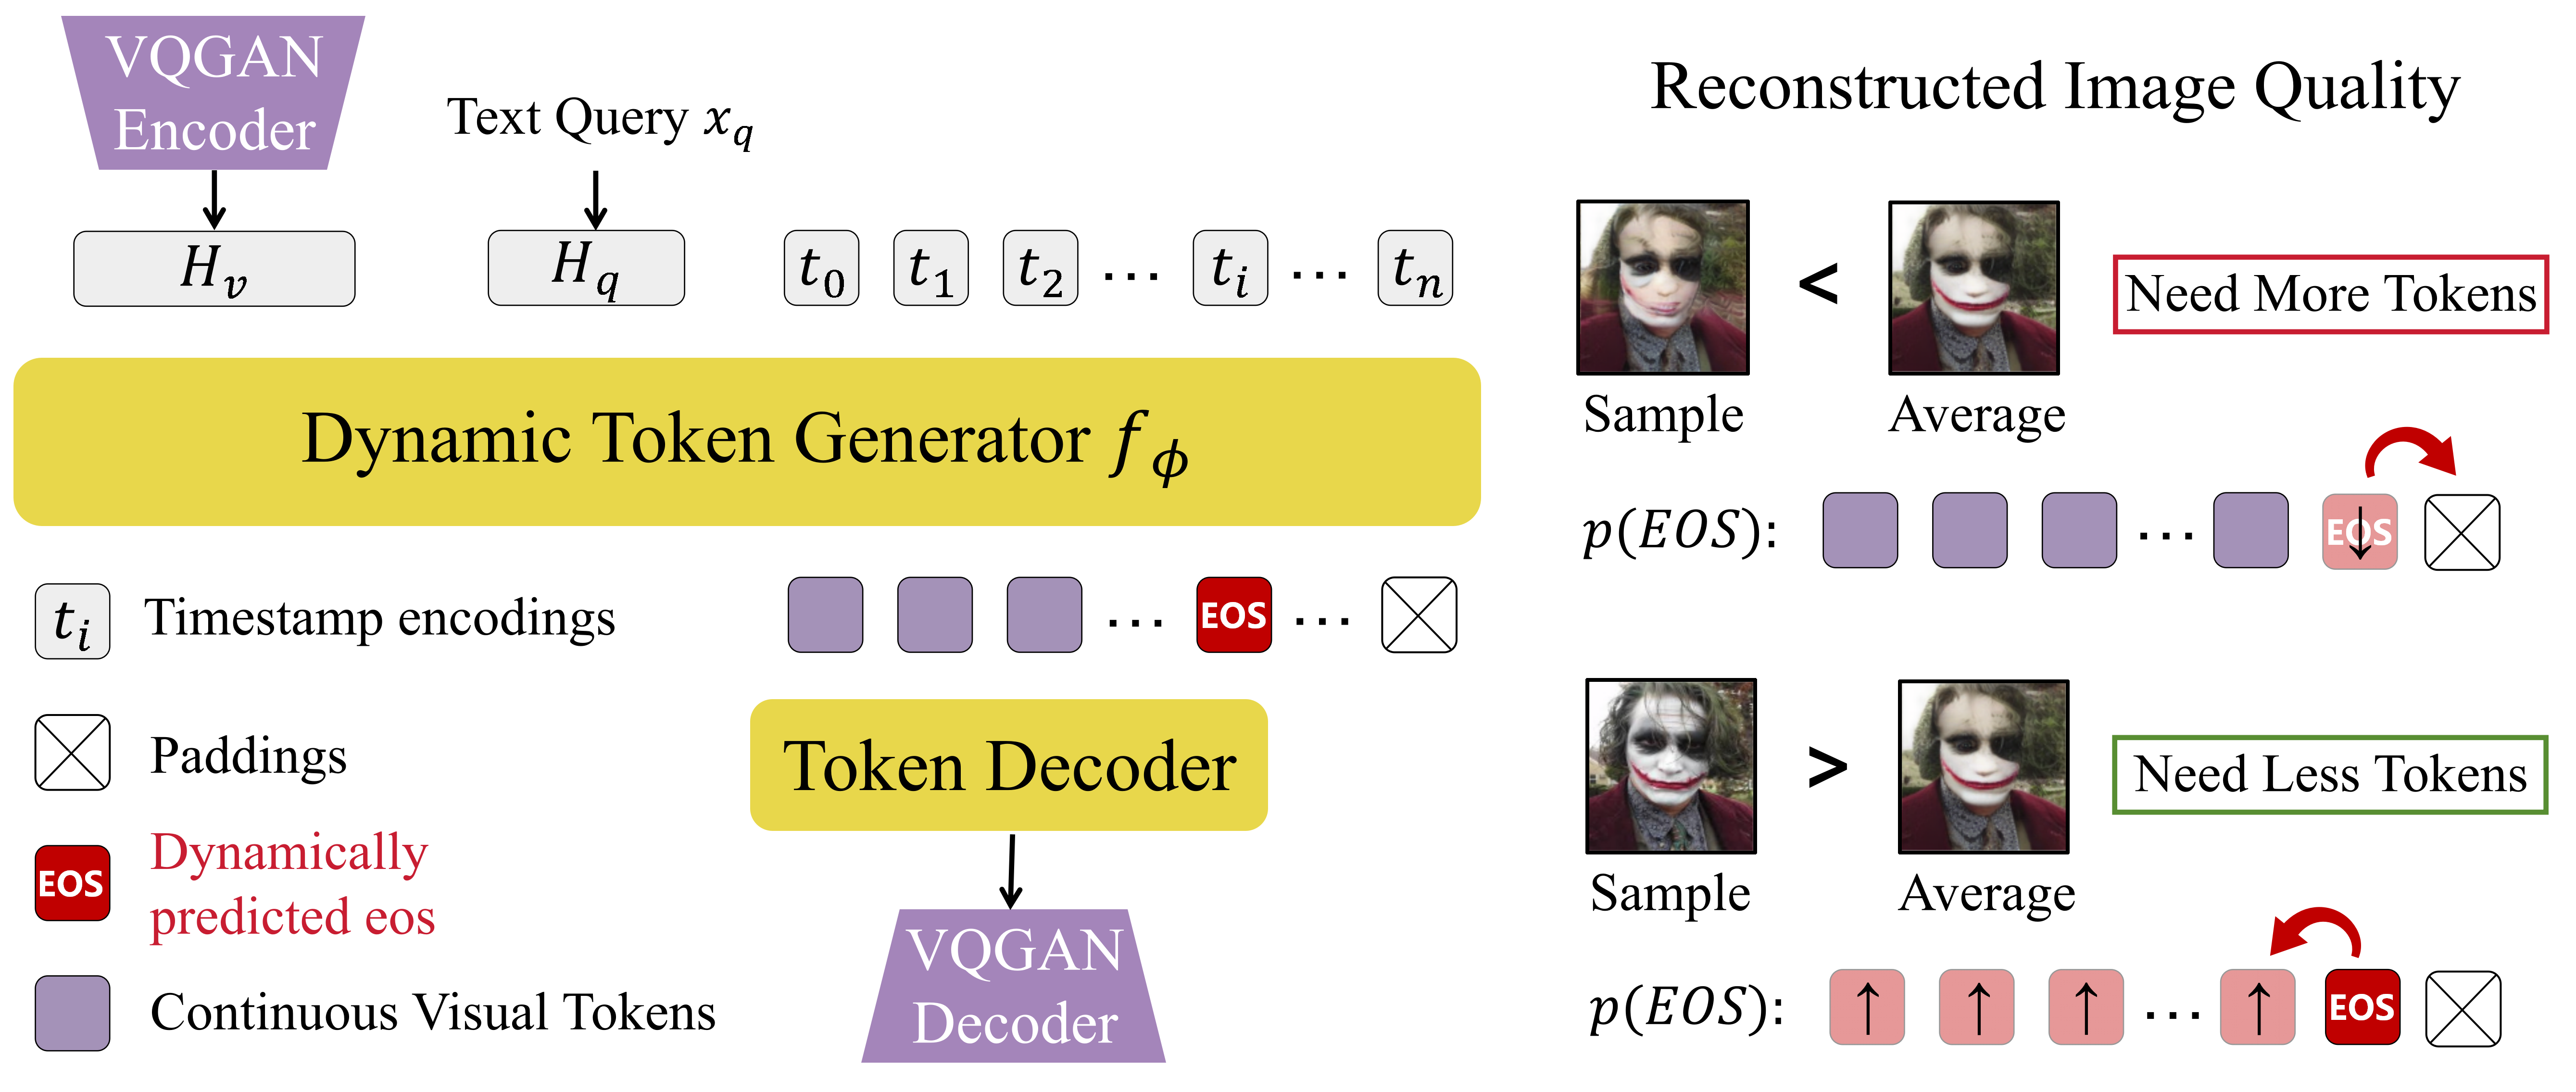 VQGAN
Encoder
Text Query x_q
H_v
H_q
t_0 t_1 t_2 ... t_i ... t_n
Dynamic Token Generator f_ϕ
... EOS ...
Token Decoder
VQGAN
Decoder
t_i Timestamp encodings
Paddings
EOS Dynamically
predicted eos
Continuous Visual Tokens
Reconstructed Image Quality
<
Need More Tokens
Sample
Average
p(EOS): ... EOS ↓
>
Need Less Tokens
Sample
Average
p(EOS): ↑ ↑ ↑ ... ↑ EOS